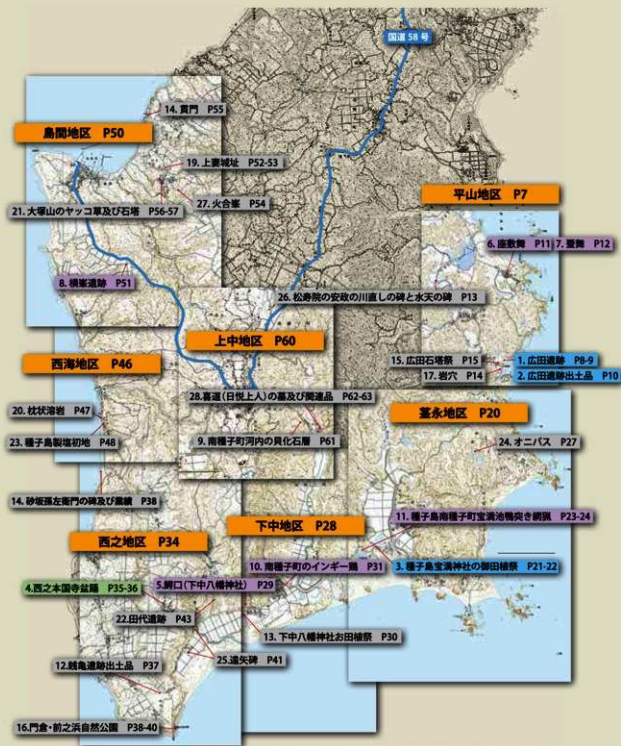 国道58号
14. 貫門 P55
島間地区 P50
19. 上妻城址 P52-53
平山地区 P7
27. 火合峯 P54
21. 大塚山のヤッコ草及び石塔 P56-57
6. 座敷舞 P11
7. 蚕舞 P12
8. 横峯遺跡 P51
26. 松寿院の安政の川直しの碑と水天の碑 P13
上中地区 P60
西海地区 P46
15. 広田石塔祭 P15
1. 広田遺跡 P8-9
17. 岩穴 P14
2. 広田遺跡出土品 P10
28. 喜道(日悦上人)の墓及び関連品 P62-63
20. 枕状溶岩 P47
茎永地区 P20
23. 種子島製塩初地 P48
9. 南種子町河内の貝化石層 P61
24. オニバス P27
14. 砂坂孫左衛門の碑及び業績 P38
11. 種子島南種子町宝満池鴨突き網猟 P23-24
下中地区 P28
西之地区 P34
10. 南種子町のインギー鶏 P31
3. 種子島宝満神社の御田植祭 P21-22
4. 西之本国寺盆踊 P35-36
5. 鰐口(下中八幡神社) P29
22. 田代遺跡 P43
13. 下中八幡神社お田植祭 P30
25. 遠矢碑 P41
12. 銭亀遺跡出土品 P37
16. 門倉・前之浜自然公園 P38-40